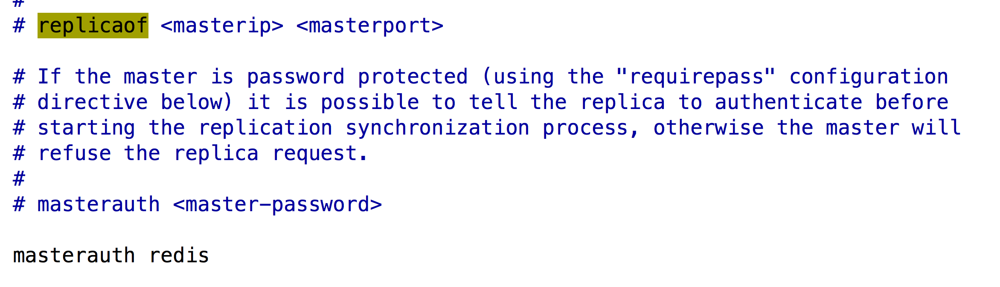 #
# replicaof <masterip> <masterport>
# If the master is password protected (using the "requirepass" configuration
# directive below) it is possible to tell the replica to authenticate before
# starting the replication synchronization process, otherwise the master will
# refuse the replica request.
#
# masterauth <master-password>
masterauth redis